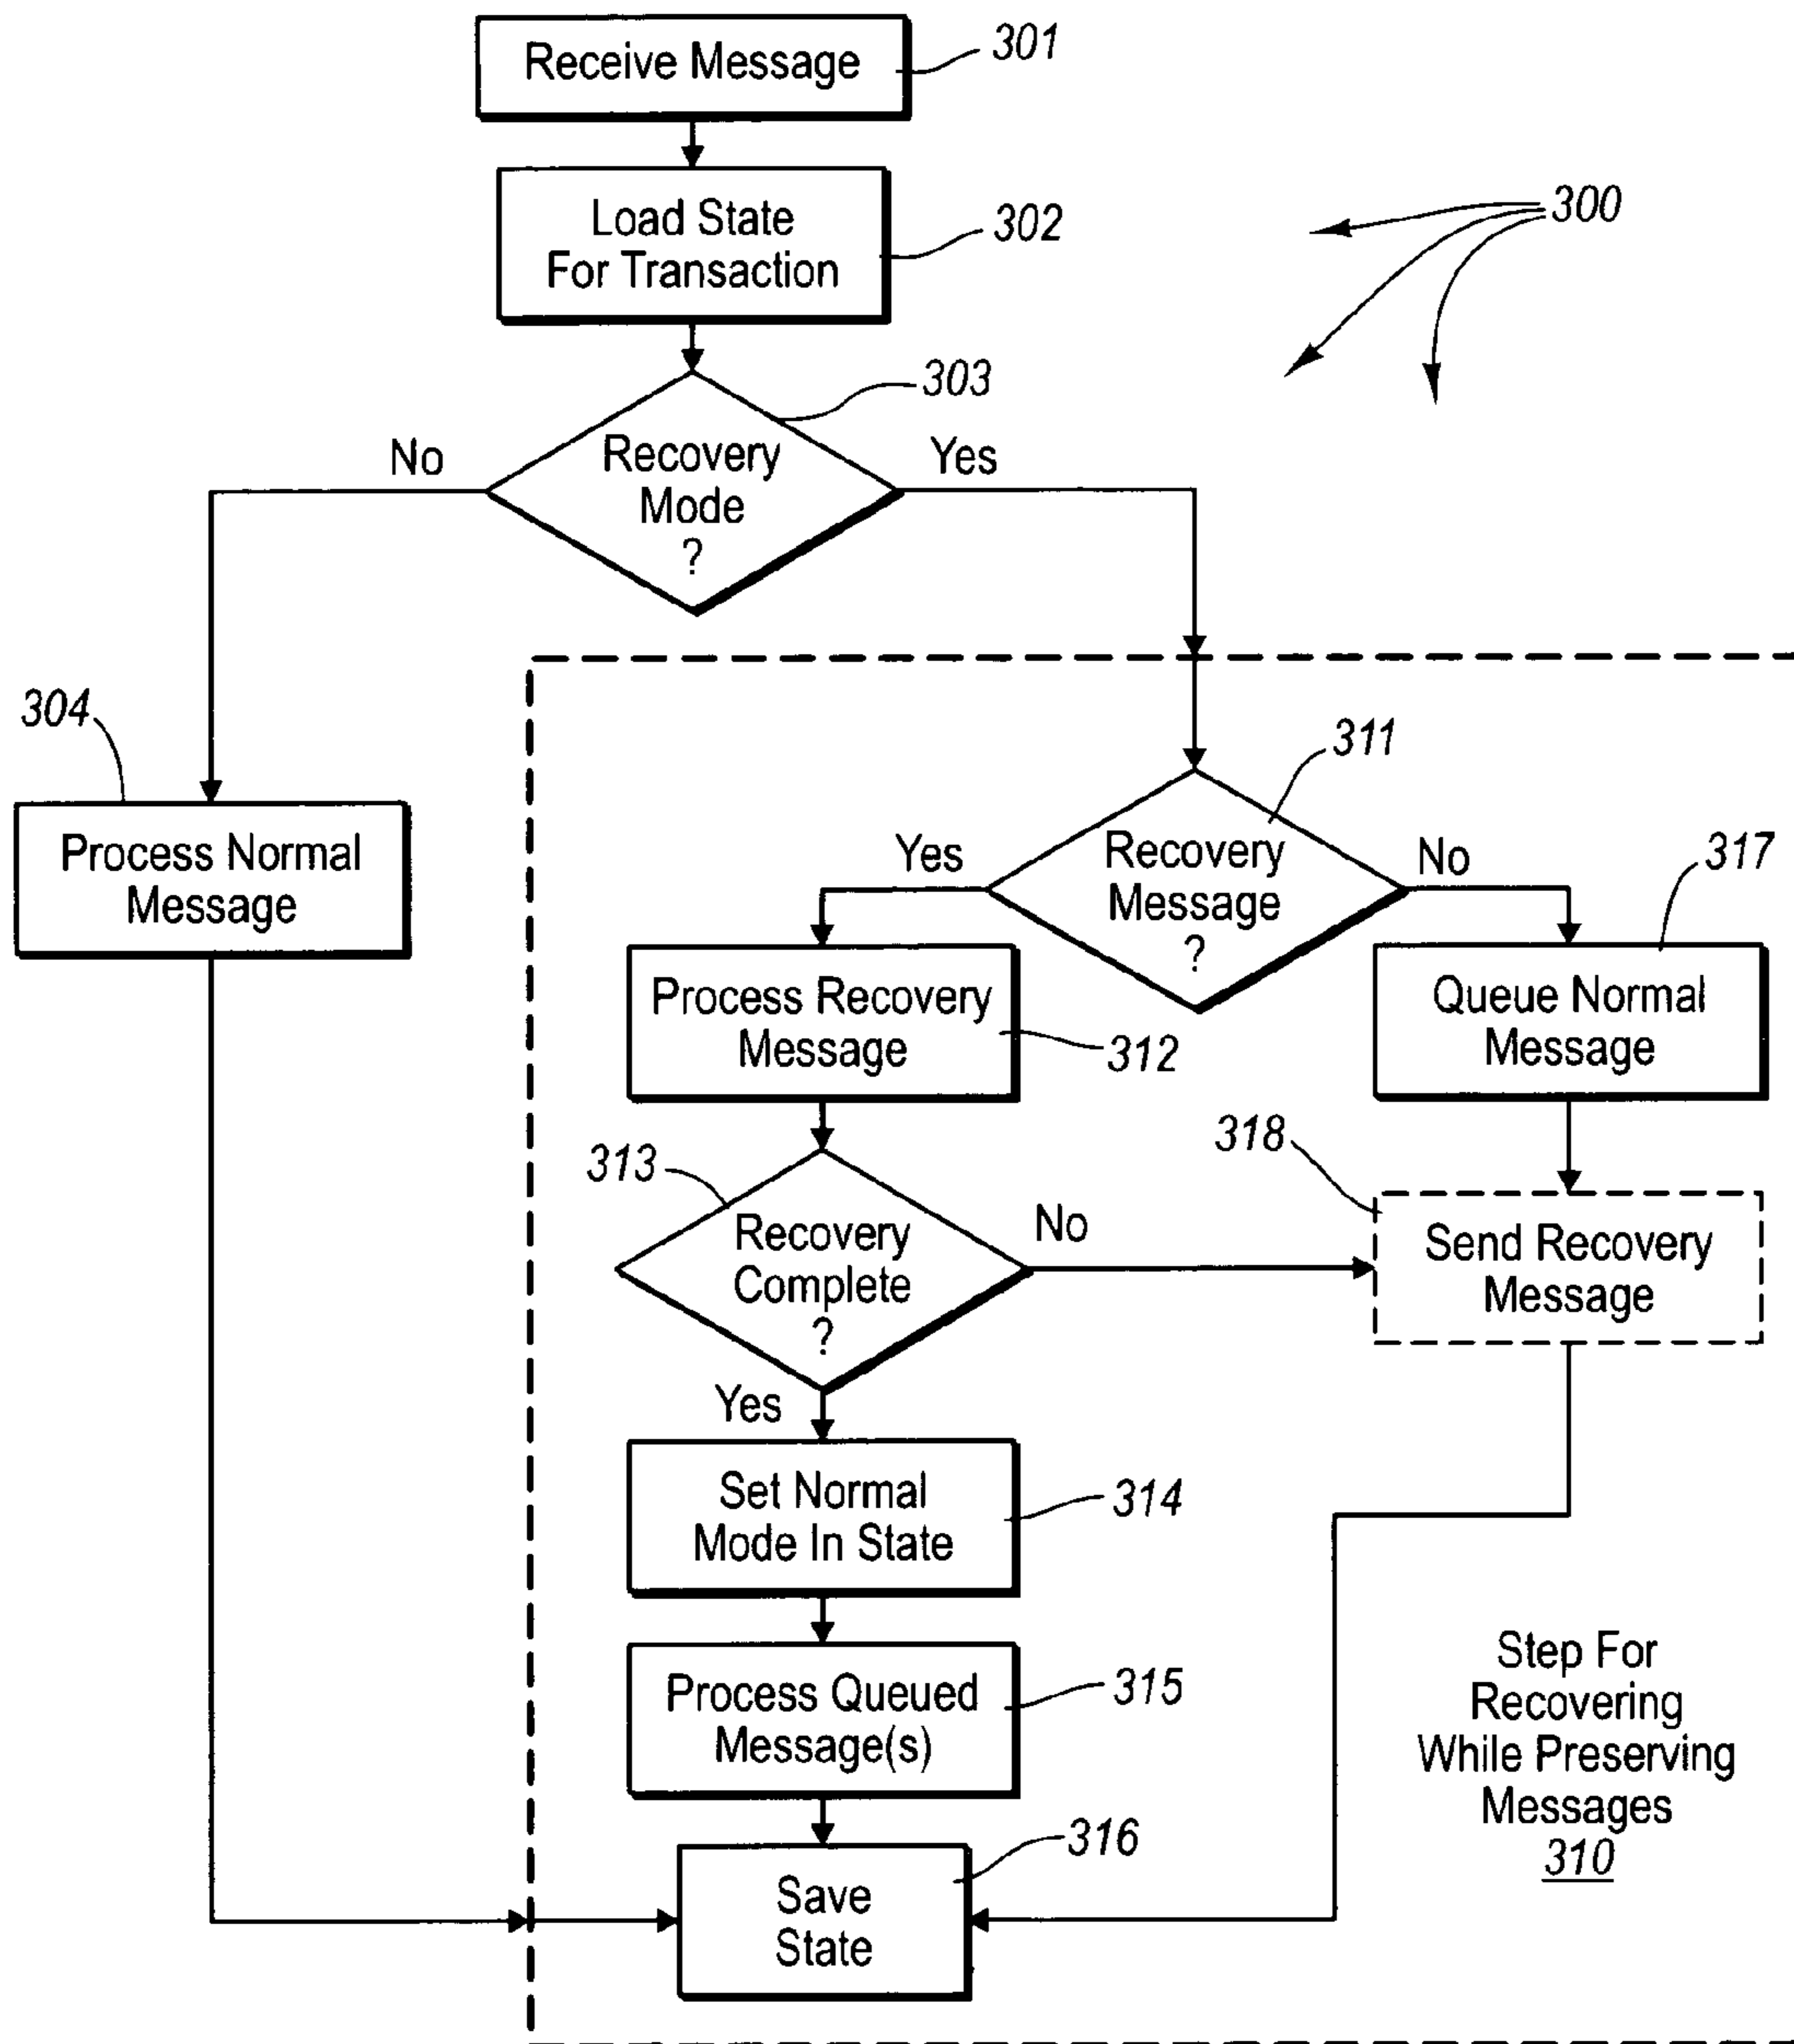 Receive Message
301
Load State
For Transaction
302
300
303
No
Recovery
Mode
?
Yes
304
Process Normal
Message
311
Yes
Recovery
Message
?
No
317
Process Recovery
Message
312
Queue Normal
Message
313
Recovery
Complete
?
No
318
Send Recovery
Message
Yes
Set Normal
Mode In State
314
Process Queued
Message(s)
315
Step For
Recovering
While Preserving
Messages
310
316
Save
State